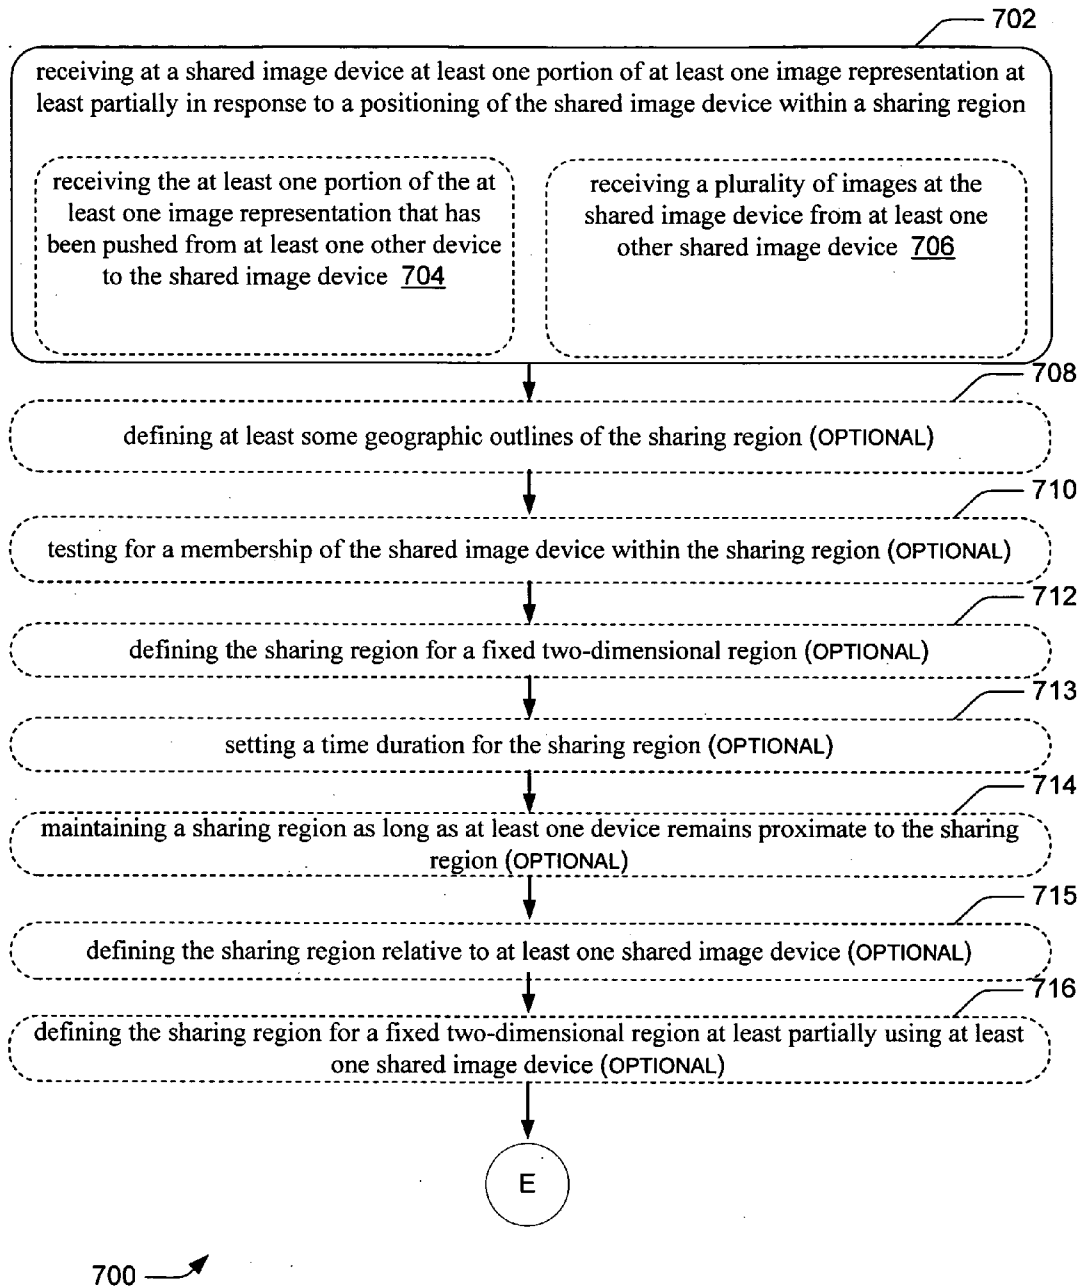 702
receiving at a shared image device at least one portion of at least one image representation at
least partially in response to a positioning of the shared image device within a sharing region
receiving the at least one portion of the at
least one image representation that has
been pushed from at least one other device
to the shared image device 704
receiving a plurality of images at the
shared image device from at least one
other shared image device 706
708
defining at least some geographic outlines of the sharing region (OPTIONAL)
710
testing for a membership of the shared image device within the sharing region (OPTIONAL)
712
defining the sharing region for a fixed two-dimensional region (OPTIONAL)
713
setting a time duration for the sharing region (OPTIONAL)
714
maintaining a sharing region as long as at least one device remains proximate to the sharing
region (OPTIONAL)
715
defining the sharing region relative to at least one shared image device (OPTIONAL)
716
defining the sharing region for a fixed two-dimensional region at least partially using at least
one shared image device (OPTIONAL)
E
700